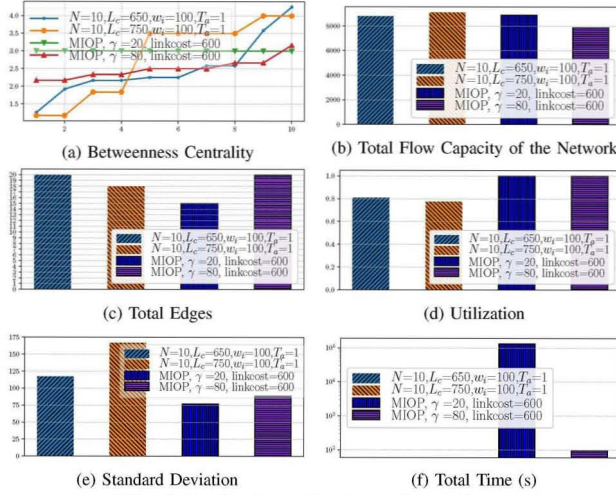 N=10,L_c=650,w_i=100,T_a=1
N=10,L_c=750,w_i=100,T_a=1
MIOP, γ =20, linkcost=600
MIOP, γ =80, linkcost=600
4.0
3.5
3.0
2.5
2.0
1.5
2 4 6 8 10
(a) Betweenness Centrality
8000
6000
4000
2000
0
N=10,L_c=650,w_i=100,T_a=1
N=10,L_c=750,w_i=100,T_a=1
MIOP, γ =20, linkcost=600
MIOP, γ =80, linkcost=600
(b) Total Flow Capacity of the Network
N=10,L_c=650,w_i=100,T_a=1
N=10,L_c=750,w_i=100,T_a=1
MIOP, γ =20, linkcost=600
MIOP, γ =80, linkcost=600
(c) Total Edges
1.0
0.8
0.6
0.4
0.2
0.0
N=10,L_c=650,w_i=100,T_a=1
N=10,L_c=750,w_i=100,T_a=1
MIOP, γ =20, linkcost=600
MIOP, γ =80, linkcost=600
(d) Utilization
175
150
125
100
75
50
25
0
N=10,L_c=650,w_i=100,T_a=1
N=10,L_c=750,w_i=100,T_a=1
MIOP, γ =20, linkcost=600
MIOP, γ =80, linkcost=600
(e) Standard Deviation
N=10,L_c=650,w_i=100,T_a=1
N=10,L_c=750,w_i=100,T_a=1
MIOP, γ =20, linkcost=600
MIOP, γ =80, linkcost=600
(f) Total Time (s)